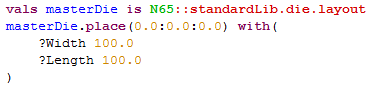 vals masterDie is N65::standardLib.die.layout
masterDie.place(0.0:0.0:0.0) with(
    ?Width 100.0
    ?Length 100.0
)